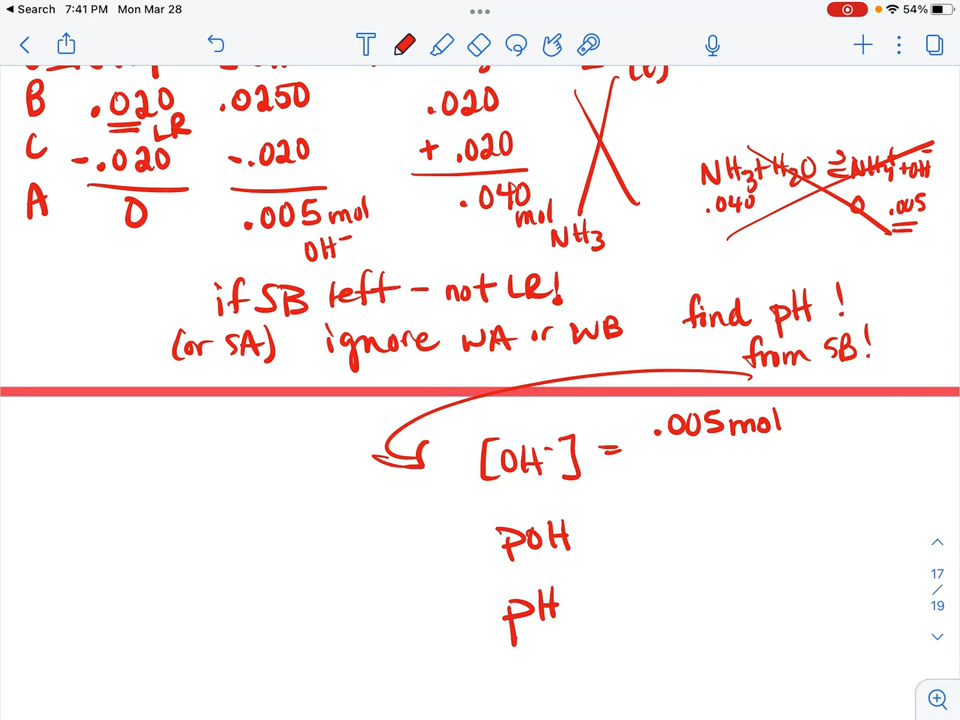 Search 7:41 PM Mon Mar 28 54%
T
B .020 .0250 .020
LR
C -.020 -.020 + .020
A 0 .005 mol .040 mol
OH⁻ NH3
NH3+H2O ⇌ NH4⁺+OH⁻
.040 0 .005
if SB left - not LR!
(or SA) ignore WA or WB
find pH!
from SB!
[OH⁻] = .005 mol
pOH
pH
17
/
19